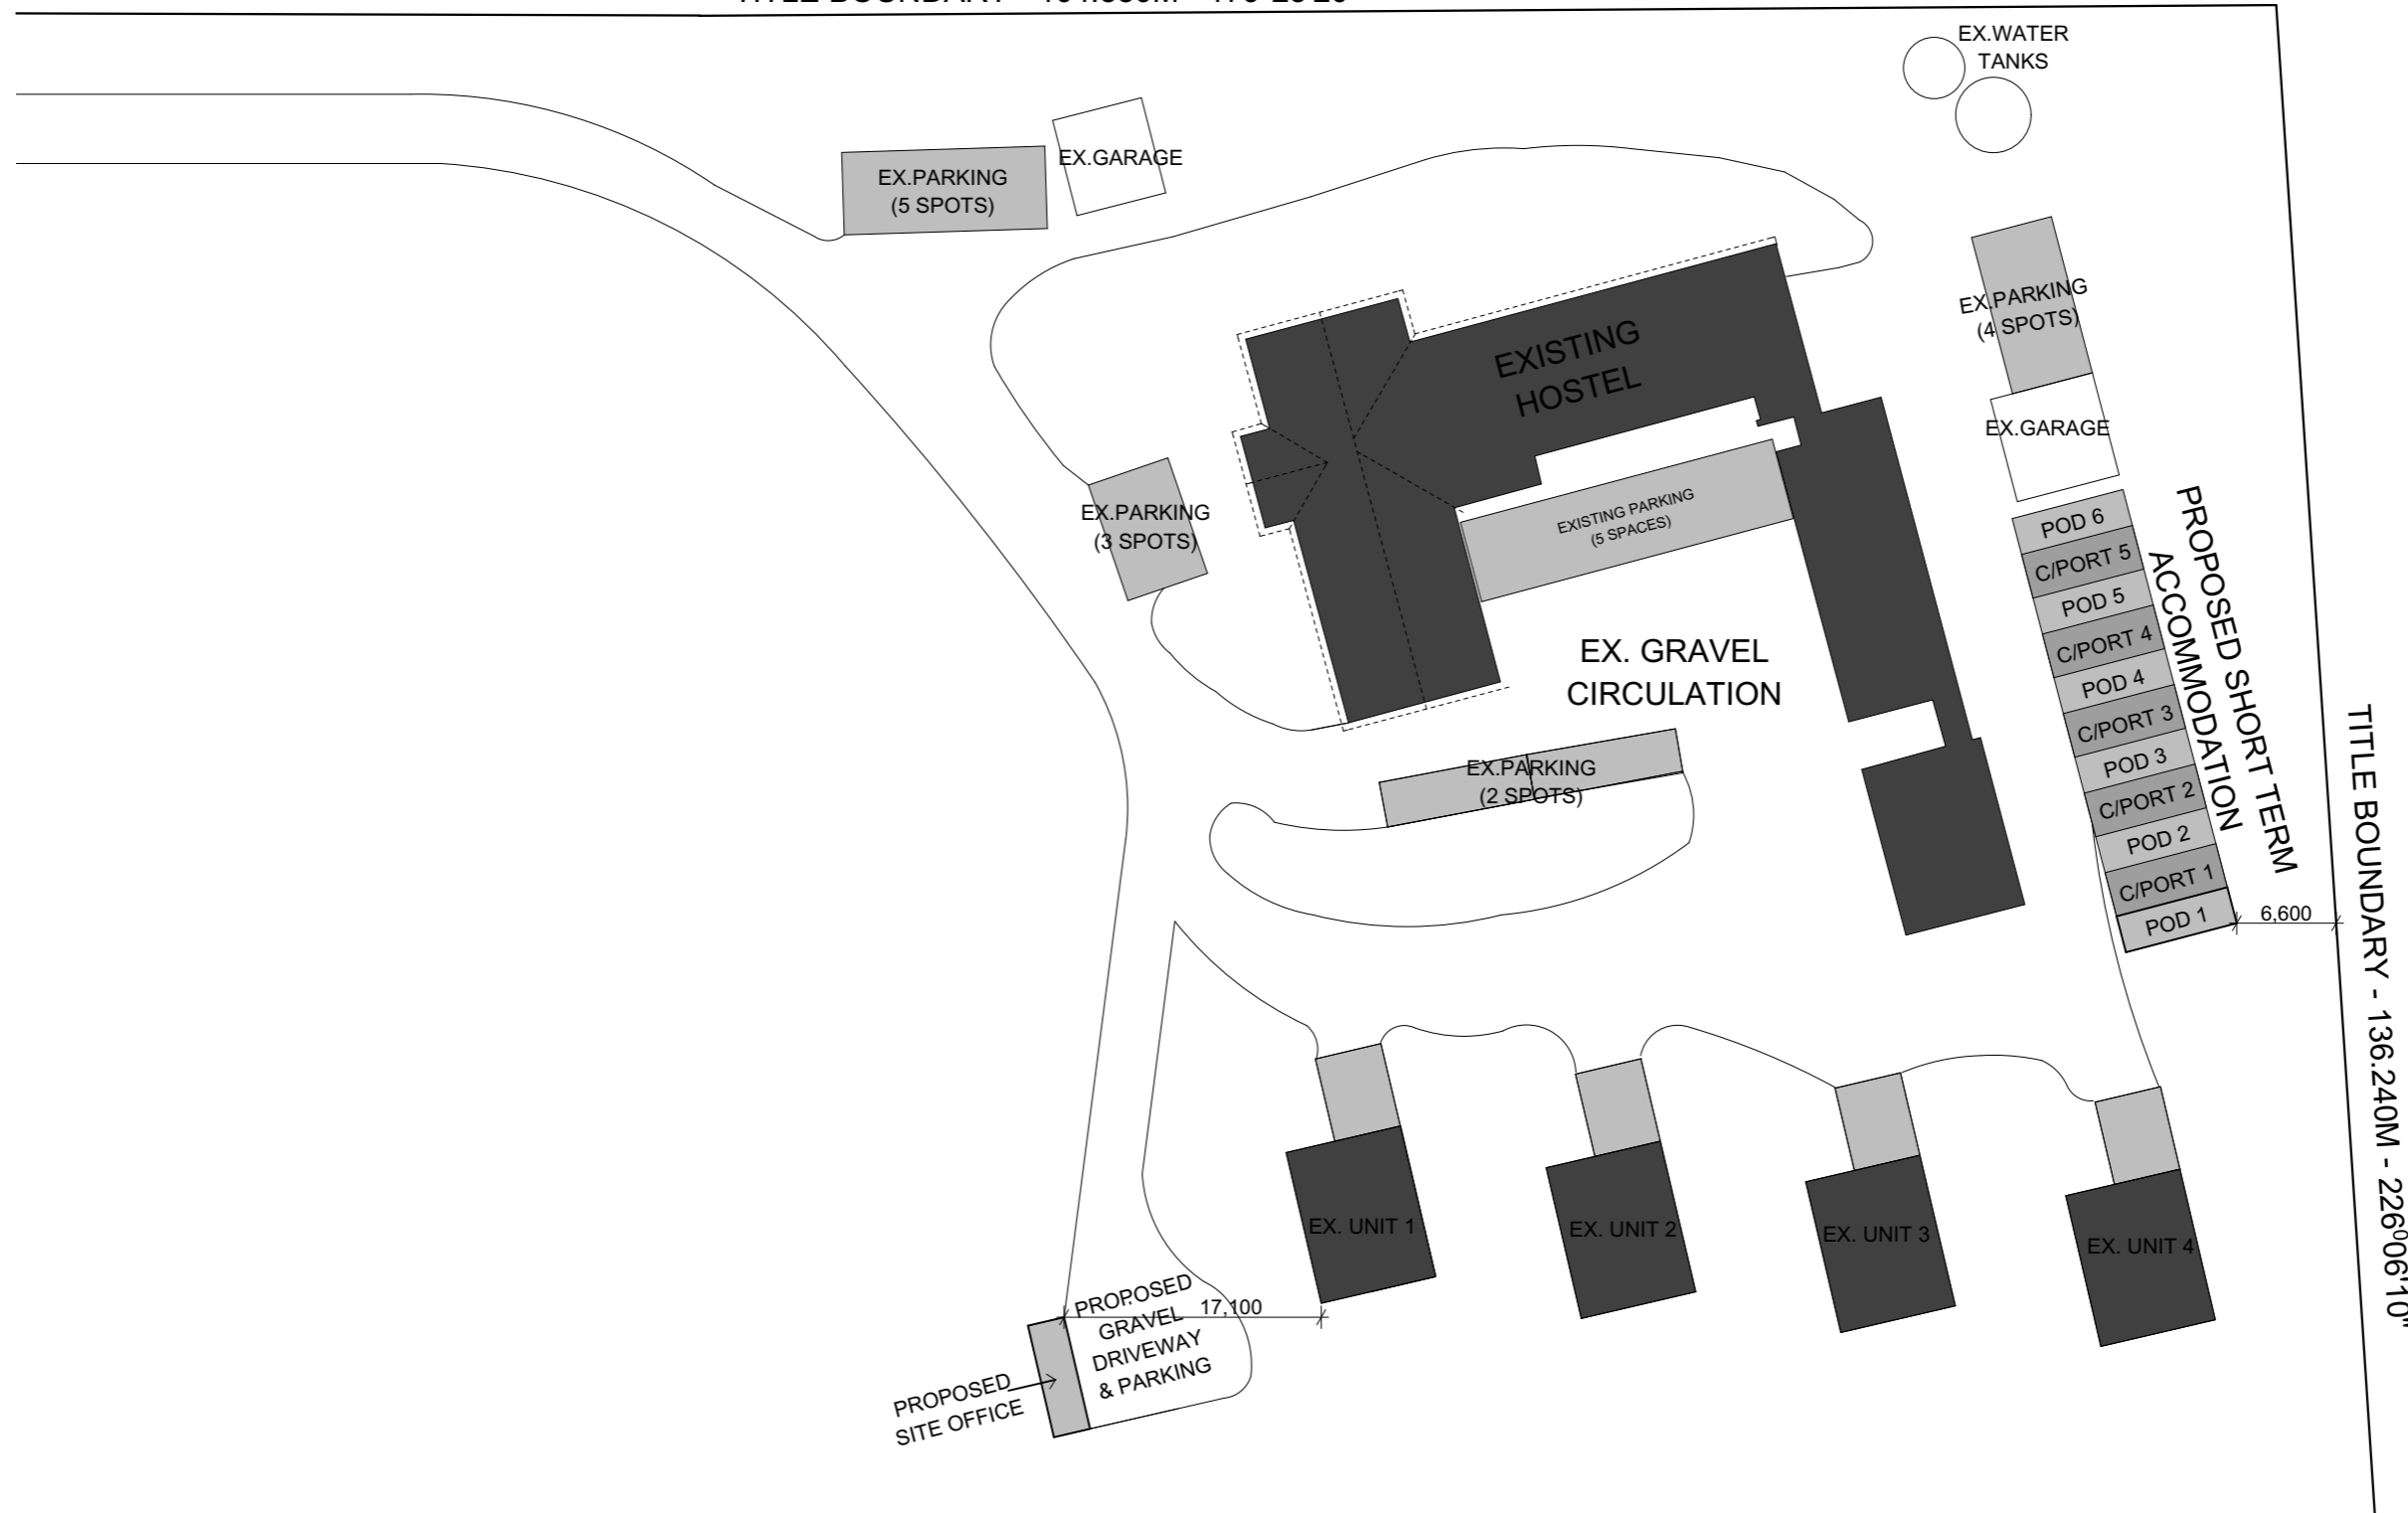 EX.WATER
TANKS
EX.GARAGE
EX.PARKING
(5 SPOTS)
EX.PARKING
(4 SPOTS)
EXISTING
HOSTEL
EX.GARAGE
EX.PARKING
(3 SPOTS)
EXISTING PARKING
(5 SPACES)
POD 6
C/PORT 5
POD 5
C/PORT 4
POD 4
C/PORT 3
POD 3
C/PORT 2
POD 2
C/PORT 1
POD 1
PROPOSED SHORT TERM
ACCOMMODATION
EX. GRAVEL
CIRCULATION
EX.PARKING
(2 SPOTS)
6,600
TITLE BOUNDARY - 136.240M - 226⁰06'10"
EX. UNIT 1
EX. UNIT 2
EX. UNIT 3
EX. UNIT 4
17,100
PROPOSED
GRAVEL
DRIVEWAY
& PARKING
PROPOSED
SITE OFFICE